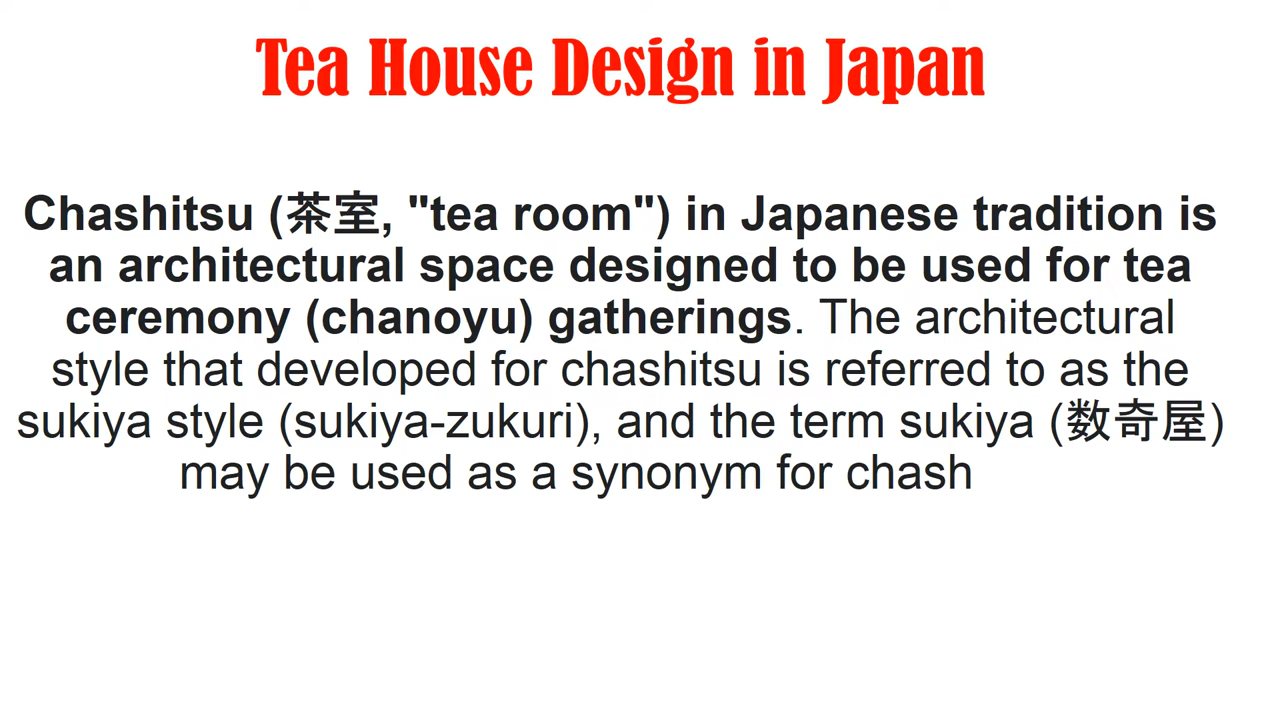 Tea House Design in Japan
Chashitsu (茶室, "tea room") in Japanese tradition is
an architectural space designed to be used for tea
ceremony (chanoyu) gatherings. The architectural
style that developed for chashitsu is referred to as the
sukiya style (sukiya-zukuri), and the term sukiya (数奇屋)
may be used as a synonym for chash